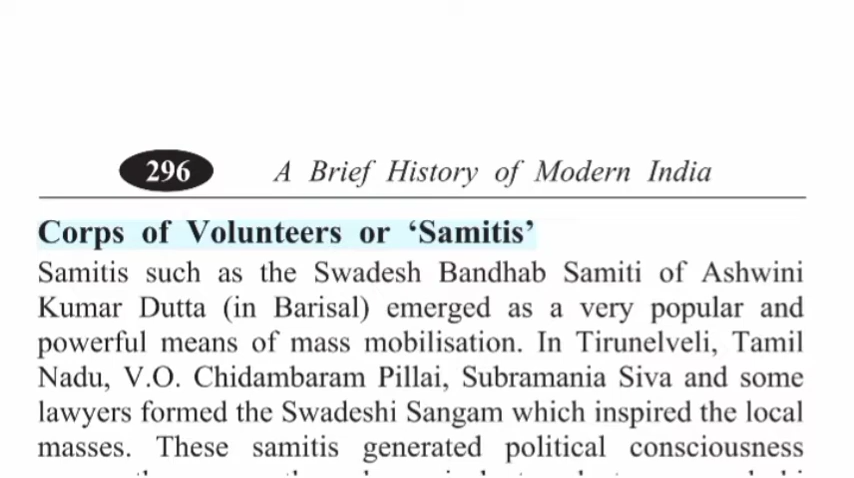 296 A Brief History of Modern India
Corps of Volunteers or ‘Samitis’
Samitis such as the Swadesh Bandhab Samiti of Ashwini
Kumar Dutta (in Barisal) emerged as a very popular and
powerful means of mass mobilisation. In Tirunelveli, Tamil
Nadu, V.O. Chidambaram Pillai, Subramania Siva and some
lawyers formed the Swadeshi Sangam which inspired the local
masses. These samitis generated political consciousness